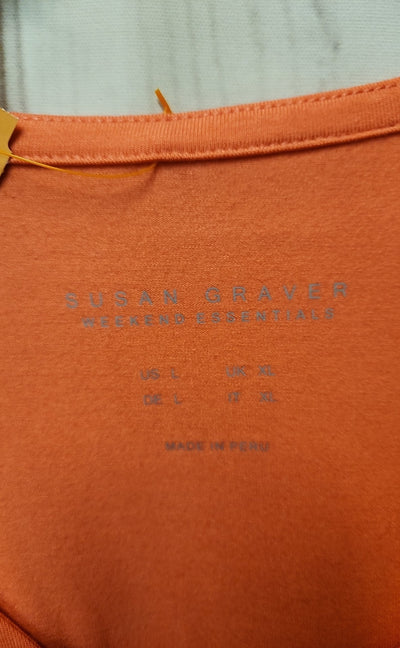 SUSAN GRAVER
WEEKEND ESSENTIALS
US L UK XL
DE L IT XL
MADE IN PERU